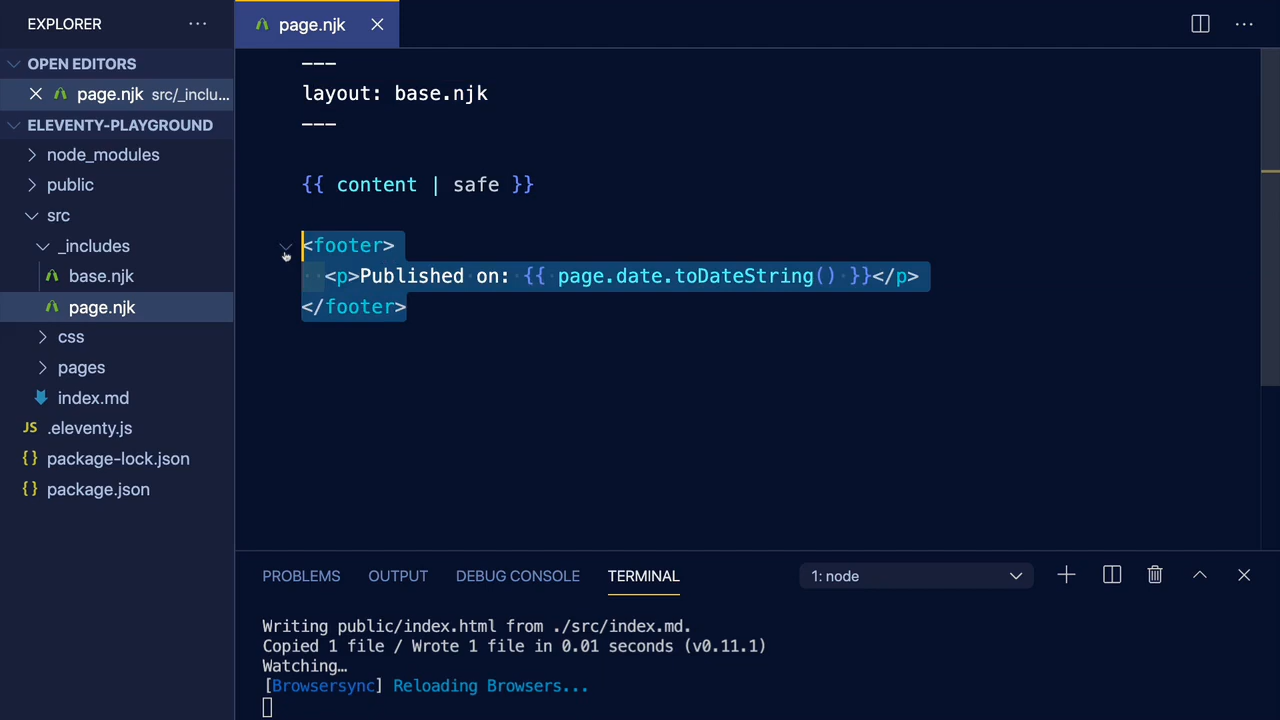 EXPLORER
OPEN EDITORS
page.njk src/_inclu...
ELEVENTY-PLAYGROUND
node_modules
public
src
_includes
base.njk
page.njk
css
pages
index.md
JS .eleventy.js
{} package-lock.json
{} package.json
page.njk
---
layout: base.njk
---
{{ content | safe }}
<footer>
<p>Published on: {{ page.date.toDateString() }}</p>
</footer>
PROBLEMS OUTPUT DEBUG CONSOLE TERMINAL 1: node
Writing public/index.html from ./src/index.md.
Copied 1 file / Wrote 1 file in 0.01 seconds (v0.11.1)
Watching…
[Browsersync] Reloading Browsers...